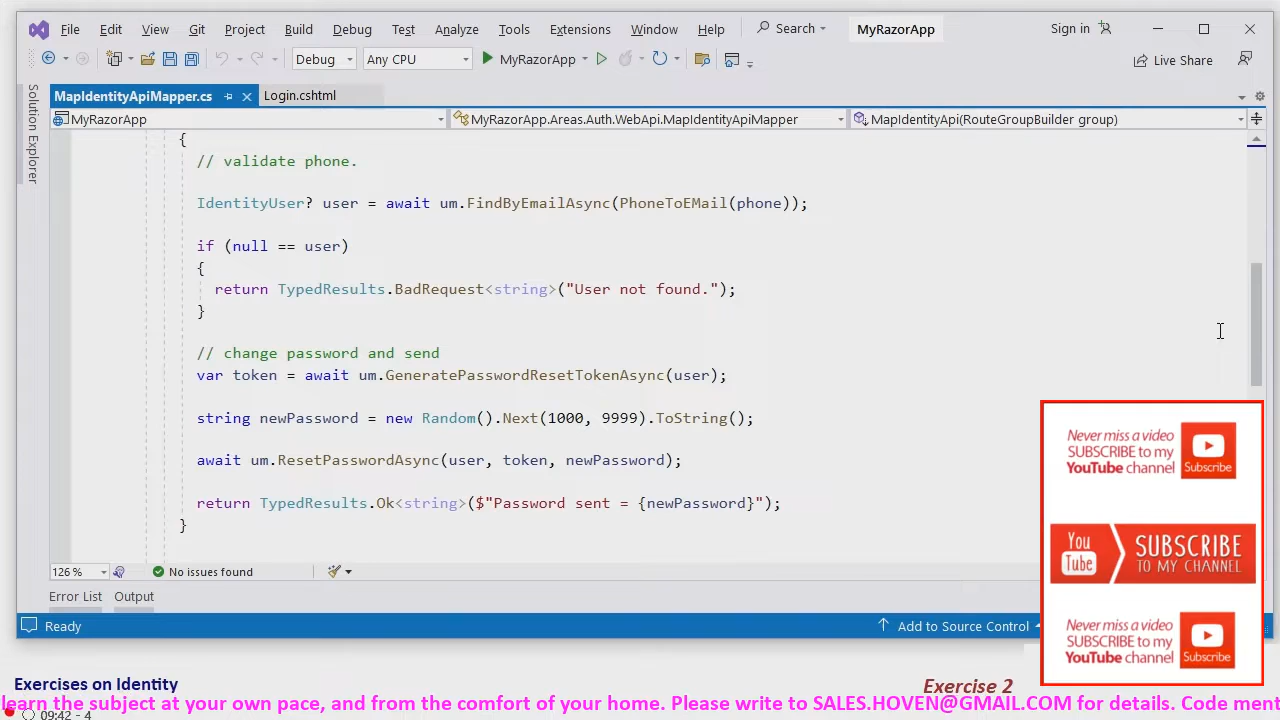 File Edit View Git Project Build Debug Test Analyze Tools Extensions Window Help Search MyRazorApp Sign in
Debug Any CPU MyRazorApp Live Share
Solution Explorer
MapIdentityApiMapper.cs Login.cshtml
MyRazorApp MyRazorApp.Areas.Auth.WebApi.MapIdentityApiMapper MapIdentityApi(RouteGroupBuilder group)
{
// validate phone.
IdentityUser? user = await um.FindByEmailAsync(PhoneToEMail(phone));
if (null == user)
{
return TypedResults.BadRequest<string>("User not found.");
}
// change password and send
var token = await um.GeneratePasswordResetTokenAsync(user);
string newPassword = new Random().Next(1000, 9999).ToString();
await um.ResetPasswordAsync(user, token, newPassword);
return TypedResults.Ok<string>($"Password sent = {newPassword}");
}
126 % No issues found
Error List Output
Ready Add to Source Control
Never miss a video
SUBSCRIBE to my
YouTube channel
Subscribe
You
Tube
SUBSCRIBE
TO MY CHANNEL
Never miss a video
SUBSCRIBE to my
YouTube channel
Subscribe
Exercises on Identity Exercise 2
learn the subject at your own pace, and from the comfort of your home. Please write to SALES.HOVEN@GMAIL.COM for details. Code ment
09:42 - 4